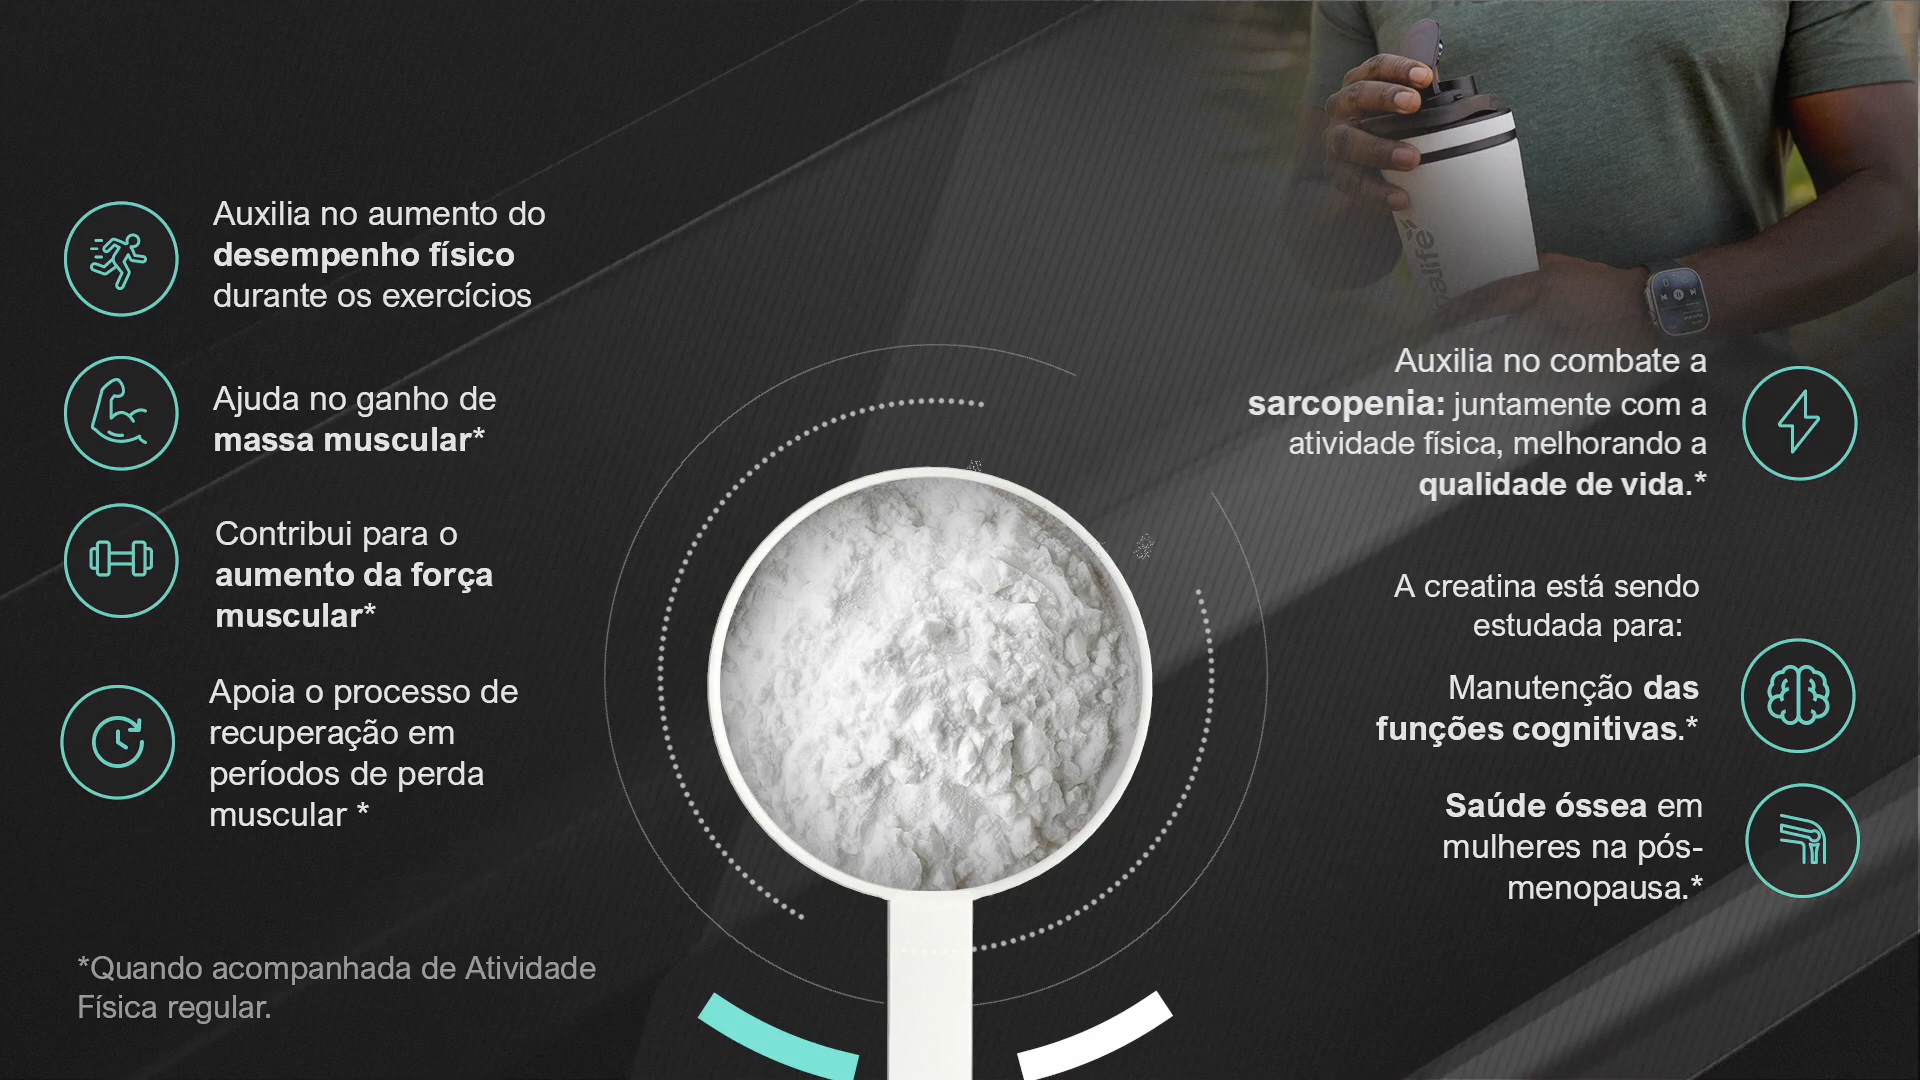 Auxilia no aumento do
desempenho físico
durante os exercícios
Ajuda no ganho de
massa muscular*
Contribui para o
aumento da força
muscular*
Apoia o processo de
recuperação em
períodos de perda
muscular *
*Quando acompanhada de Atividade
Física regular.
Auxilia no combate a
sarcopenia: juntamente com a
atividade física, melhorando a
qualidade de vida.*
A creatina está sendo
estudada para:
Manutenção das
funções cognitivas.*
Saúde óssea em
mulheres na pós-
menopausa.*